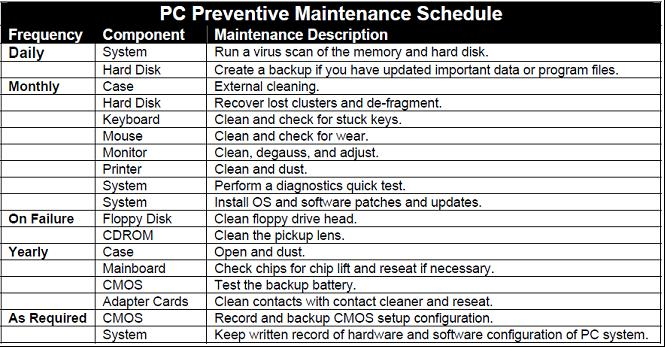 PC Preventive Maintenance Schedule
Frequency Component Maintenance Description
Daily System Run a virus scan of the memory and hard disk.
Hard Disk Create a backup if you have updated important data or program files.
Monthly Case External cleaning.
Hard Disk Recover lost clusters and de-fragment.
Keyboard Clean and check for stuck keys.
Mouse Clean and check for wear.
Monitor Clean, degauss, and adjust.
Printer Clean and dust.
System Perform a diagnostics quick test.
System Install OS and software patches and updates.
On Failure Floppy Disk Clean floppy drive head.
CDROM Clean the pickup lens.
Yearly Case Open and dust.
Mainboard Check chips for chip lift and reseat if necessary.
CMOS Test the backup battery.
Adapter Cards Clean contacts with contact cleaner and reseat.
As Required CMOS Record and backup CMOS setup configuration.
System Keep written record of hardware and software configuration of PC system.